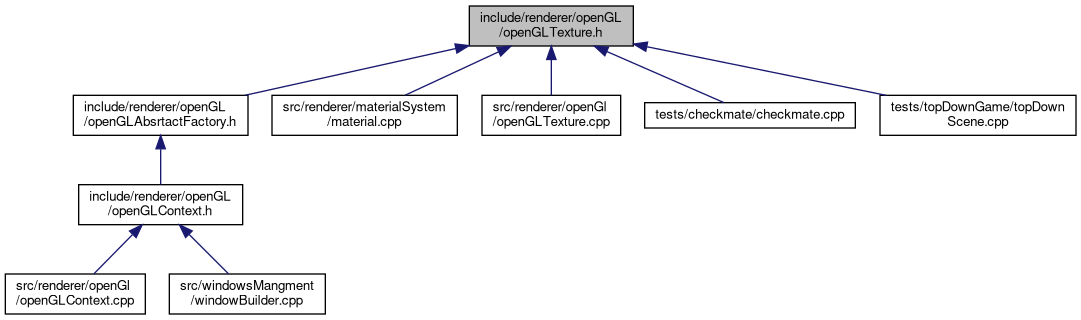 include/renderer/openGL
/openGLTexture.h
include/renderer/openGL
/openGLAbsrtactFactory.h
src/renderer/materialSystem
/material.cpp
src/renderer/openGl
/openGLTexture.cpp
tests/checkmate/checkmate.cpp
tests/topDownGame/topDown
Scene.cpp
include/renderer/openGL
/openGLContext.h
src/renderer/openGl
/openGLContext.cpp
src/windowsMangment
/windowBuilder.cpp